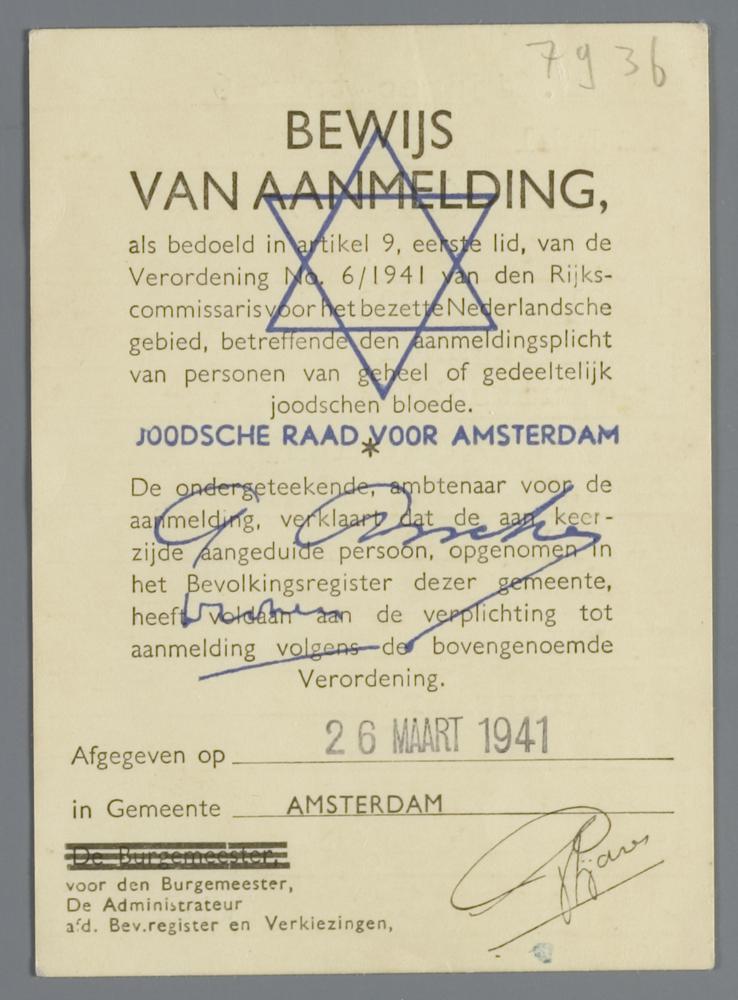 7936
BEWIJS
VAN AANMELDING,
als bedoeld in artikel 9, eerste lid, van de
Verordening No. 6/1941 van den Rijks-
commissaris voor het bezette Nederlandsche
gebied, betreffende den aanmeldingsplicht
van personen van geheel of gedeeltelijk
joodschen bloede.
JOODSCHE RAAD VOOR AMSTERDAM
*
De ondergeteekende, ambtenaar voor de
aanmelding, verklaart dat de aan keer-
zijde aangeduide persoon, opgenomen in
het Bevolkingsregister dezer gemeente,
heeft voldaan aan de verplichting tot
aanmelding volgens de bovengenoemde
Verordening.
Afgegeven op 26 MAART 1941
in Gemeente AMSTERDAM
De Burgemeester,
voor den Burgemeester,
De Administrateur
afd. Bev.register en Verkiezingen,